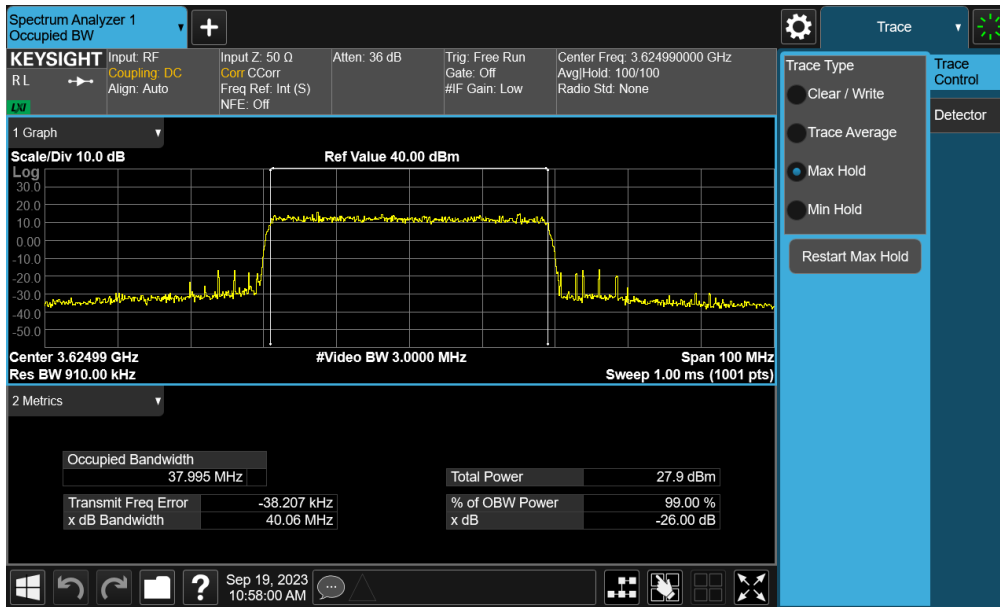 Spectrum Analyzer 1
Occupied BW
+
Trace
KEYSIGHT
R L
LXI
Input: RF
Coupling: DC
Align: Auto
Input Z: 50 Ω
Corr CCorr
Freq Ref: Int (S)
NFE: Off
Atten: 36 dB
Trig: Free Run
Gate: Off
#IF Gain: Low
Center Freq: 3.624990000 GHz
Avg|Hold: 100/100
Radio Std: None
1 Graph
Scale/Div 10.0 dB
Ref Value 40.00 dBm
Log
30.0
20.0
10.0
0.00
-10.0
-20.0
-30.0
-40.0
-50.0
Center 3.62499 GHz
#Video BW 3.0000 MHz
Span 100 MHz
Res BW 910.00 kHz
Sweep 1.00 ms (1001 pts)
2 Metrics
Occupied Bandwidth
37.995 MHz
Transmit Freq Error -38.207 kHz
x dB Bandwidth 40.06 MHz
Total Power 27.9 dBm
% of OBW Power 99.00 %
x dB -26.00 dB
Trace Type
Clear / Write
Trace Average
Max Hold
Min Hold
Restart Max Hold
Trace
Control
Detector
?
Sep 19, 2023
10:58:00 AM